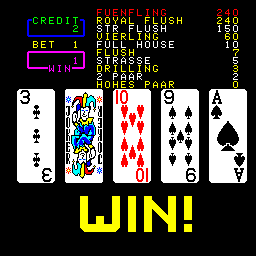 FUENFLING 240
CREDIT ROYAL FLUSH 240
2 STR FLUSH 150
VIERLING 60
BET 1 FULL HOUSE 10
FLUSH 7
1 STRASSE 5
WIN DRILLING 3
2 PAAR 2
HOHES PAAR 0
3 JOKER 10 9 A
3 JOKER 10 9 A
WIN!